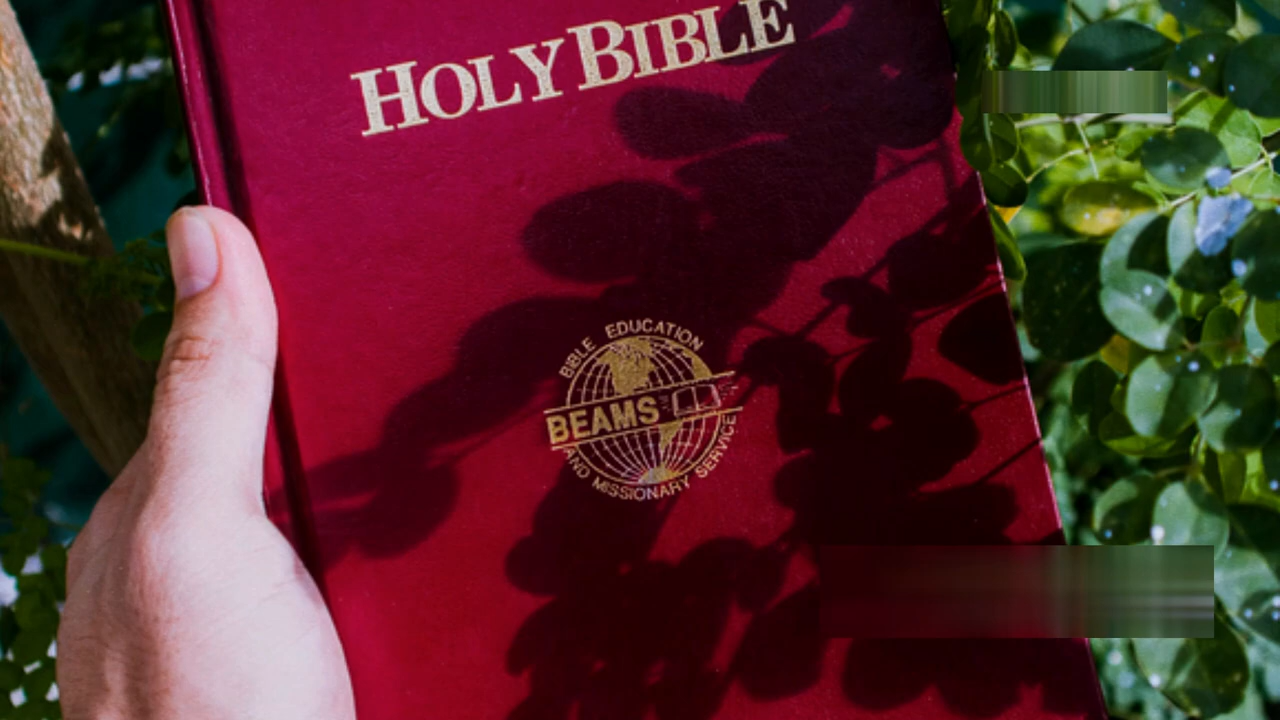 HOLY BIBLE
BIBLE EDUCATION
BEAMS
AND MISSIONARY SERVICE